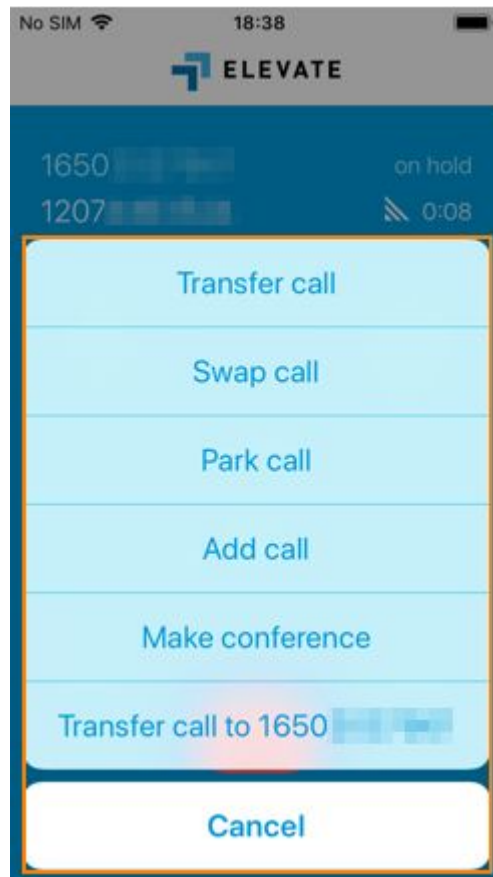 No SIM 18:38
ELEVATE
1650 on hold
1207 0:08
Transfer call
Swap call
Park call
Add call
Make conference
Transfer call to 1650
Cancel